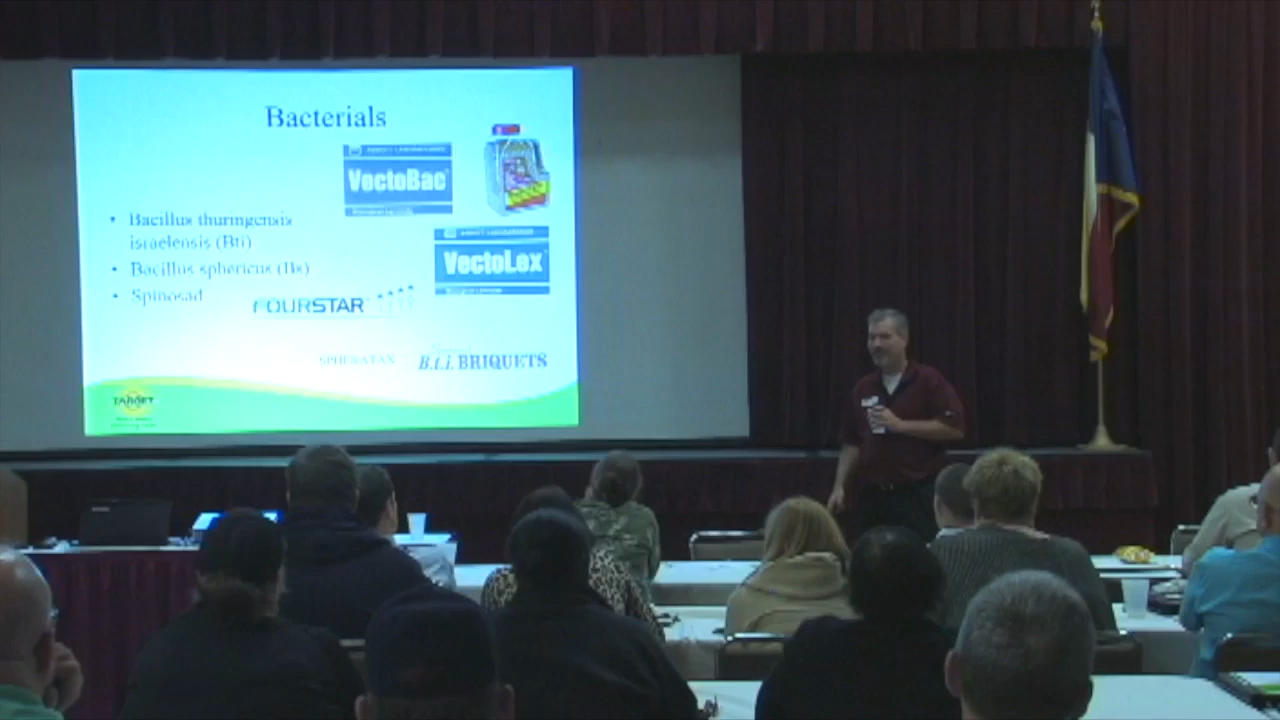 Bacterials
VectoBac
• Bacillus thuringensis
israelensis (Bti)
• Bacillus sphericus (Bs)
• Spinosad
VectoLex
FOURSTAR
SPHERATAX
B.t.i. BRIQUETS
TARGET